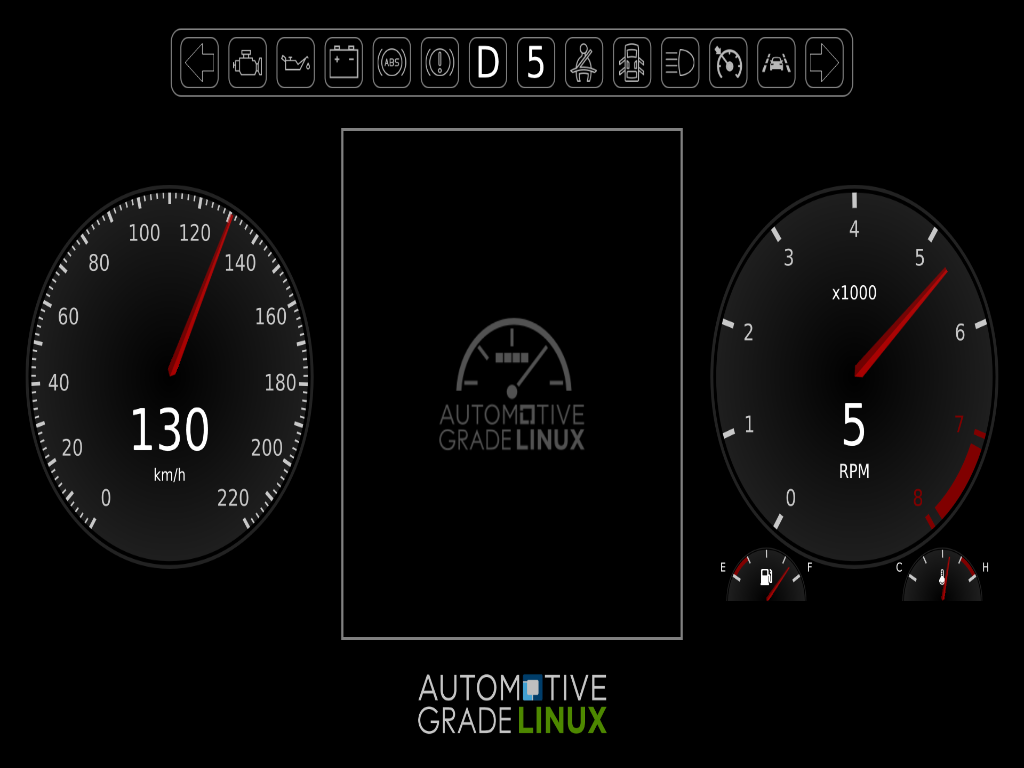 ABS D 5
100 120
80 140
60 160
40 180
20 200
0 220
130
km/h
AUTOMOTIVE
GRADE LINUX
4
3 5
x1000
2 6
1 7
0 8
5
RPM
E F
C H
AUTOMOTIVE
GRADE LINUX